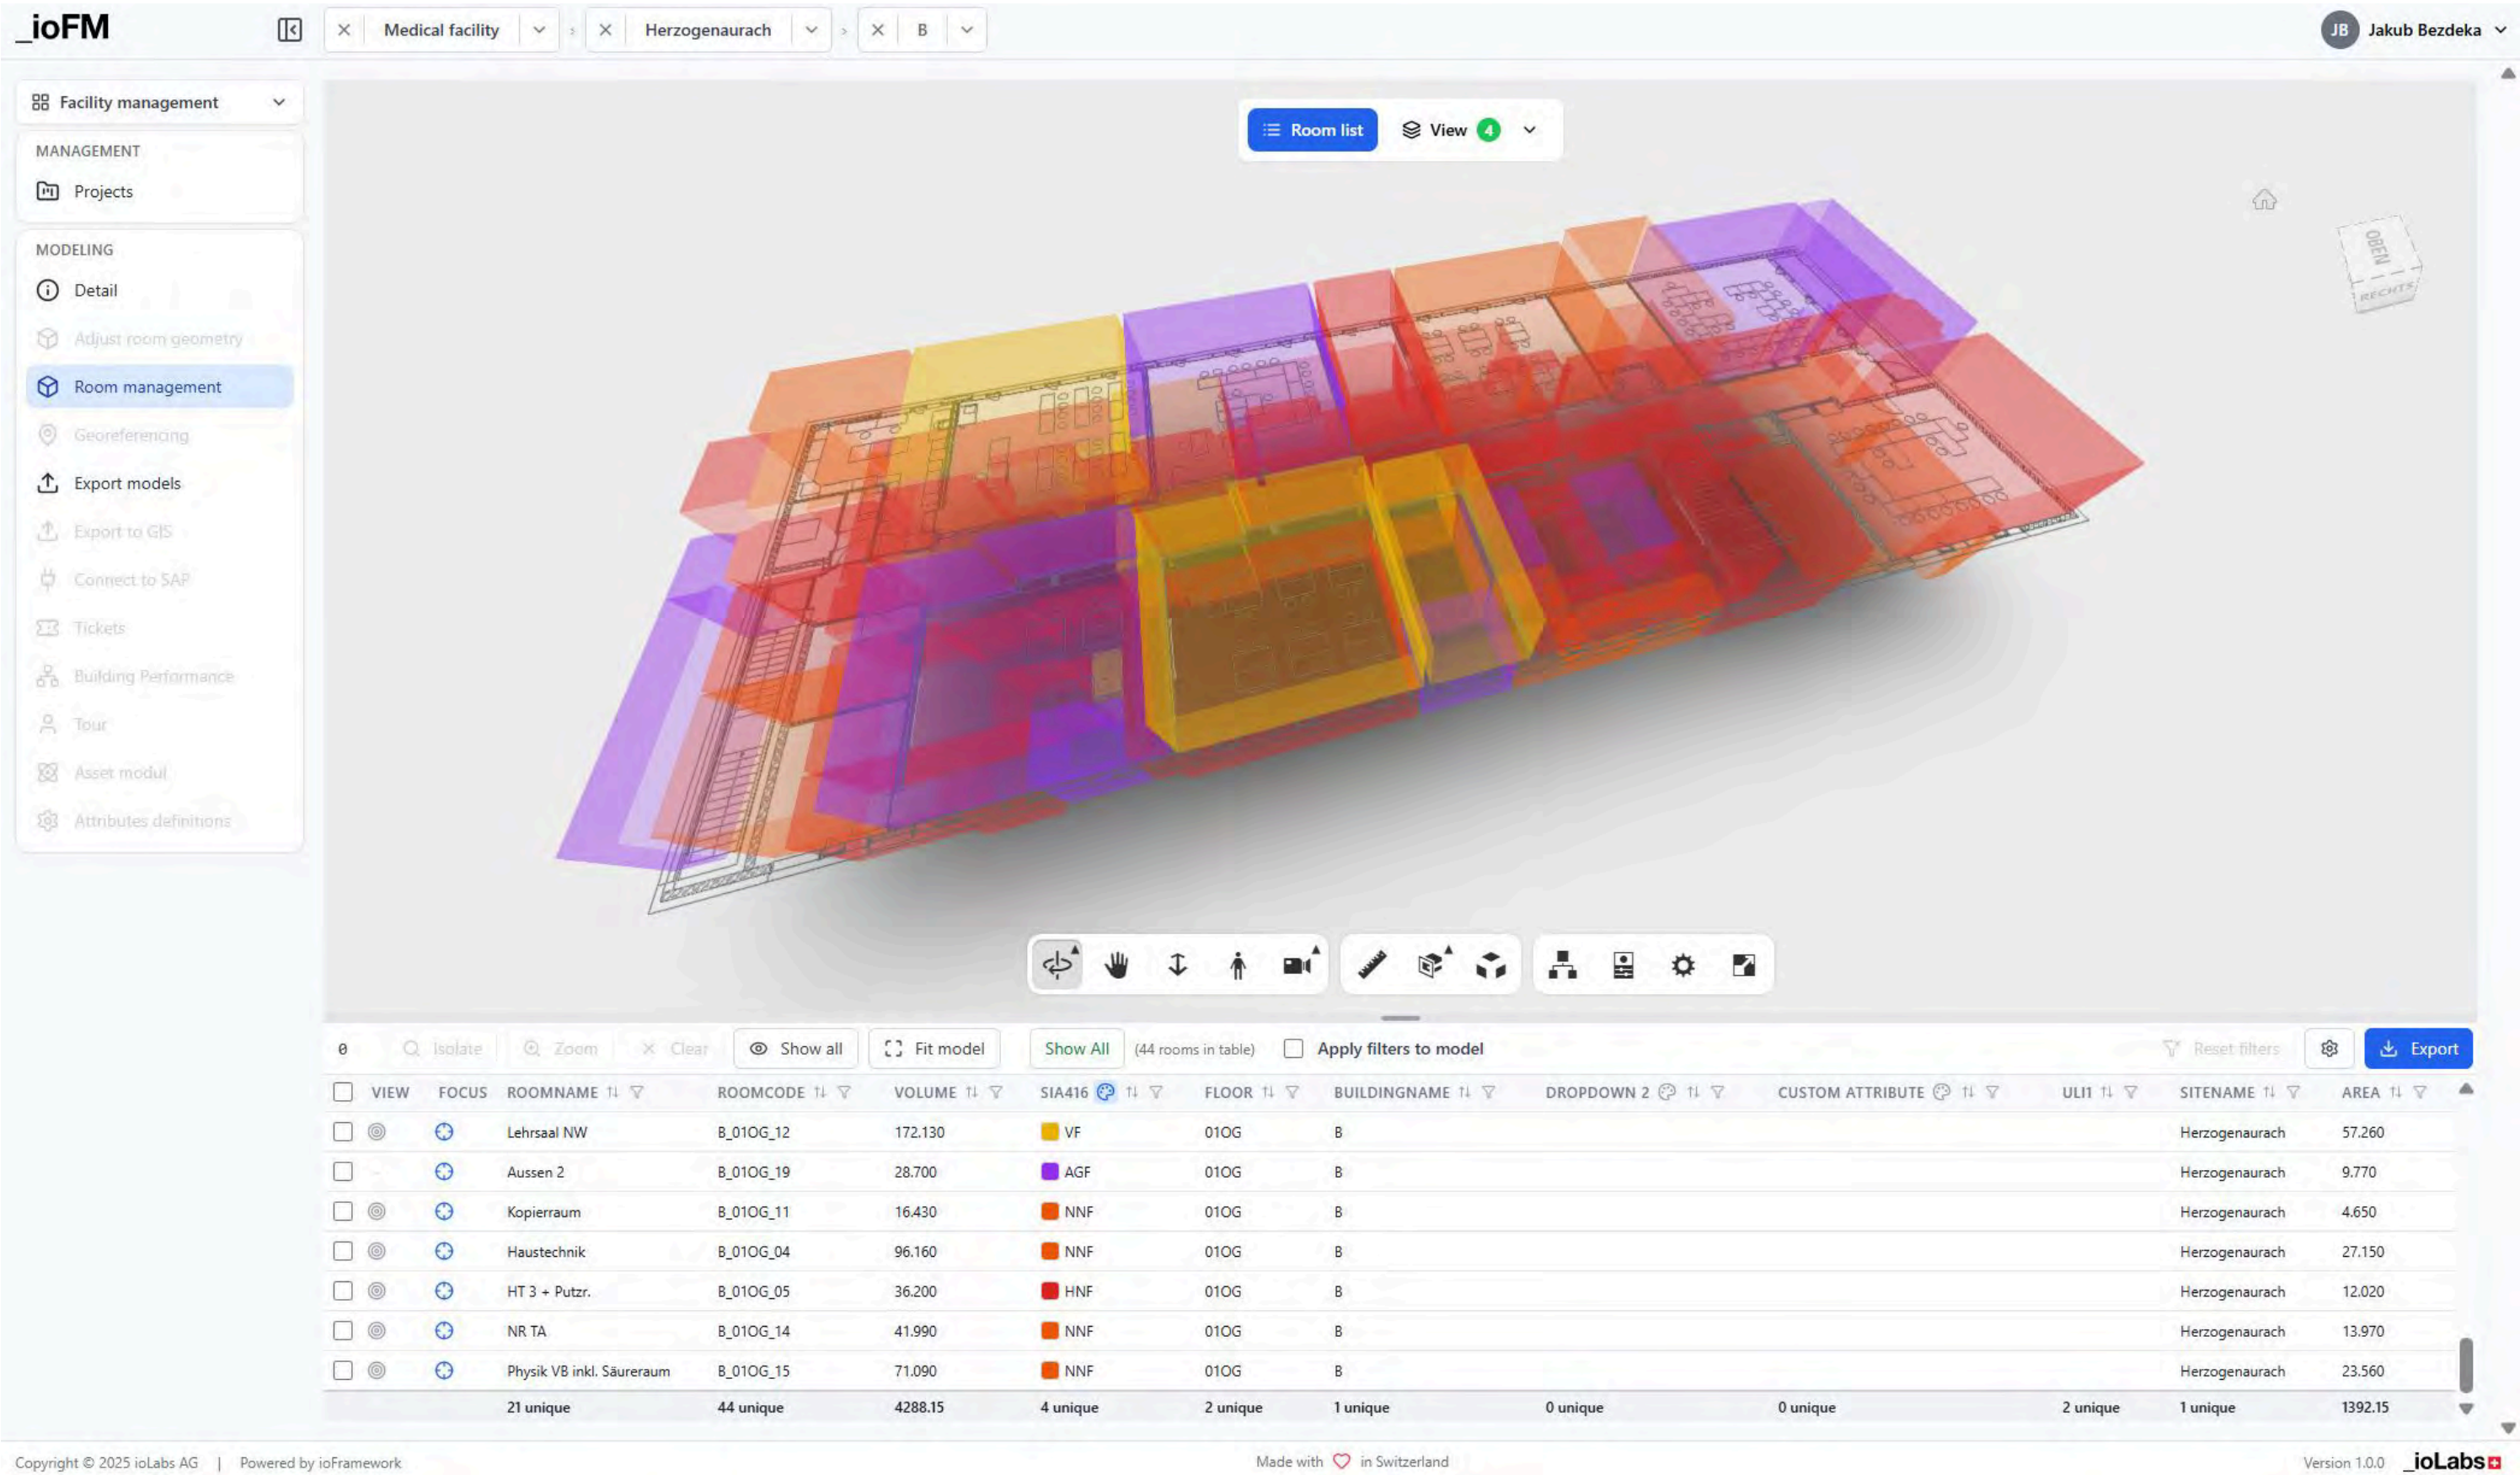 _ioFM
Medical facility
Herzogenaurach
B
JB
Jakub Bezdeka
Facility management
MANAGEMENT
Projects
MODELING
Detail
Adjust room geometry
Room management
Georeferencing
Export models
Export to GIS
Connect to SAP
Tickets
Building Performance
Tour
Asset modul
Attributes definitions
Room list
View 4
OBEN
RECHTS
0 Isolate Zoom Clear Show all Fit model Show All (44 rooms in table) Apply filters to model Reset filters Export
VIEW FOCUS ROOMNAME ROOMCODE VOLUME SIA416 FLOOR BUILDINGNAME DROPDOWN 2 CUSTOM ATTRIBUTE ULI1 SITENAME AREA
Lehrsaal NW B_01OG_12 172.130 VF 01OG B Herzogenaurach 57.260
Aussen 2 B_01OG_19 28.700 AGF 01OG B Herzogenaurach 9.770
Kopierraum B_01OG_11 16.430 NNF 01OG B Herzogenaurach 4.650
Haustechnik B_01OG_04 96.160 NNF 01OG B Herzogenaurach 27.150
HT 3 + Putzr. B_01OG_05 36.200 HNF 01OG B Herzogenaurach 12.020
NR TA B_01OG_14 41.990 NNF 01OG B Herzogenaurach 13.970
Physik VB inkl. Säureraum B_01OG_15 71.090 NNF 01OG B Herzogenaurach 23.560
21 unique 44 unique 4288.15 4 unique 2 unique 1 unique 0 unique 0 unique 2 unique 1 unique 1392.15
Copyright © 2025 ioLabs AG | Powered by ioFramework
Made with in Switzerland
Version 1.0.0 _ioLabs